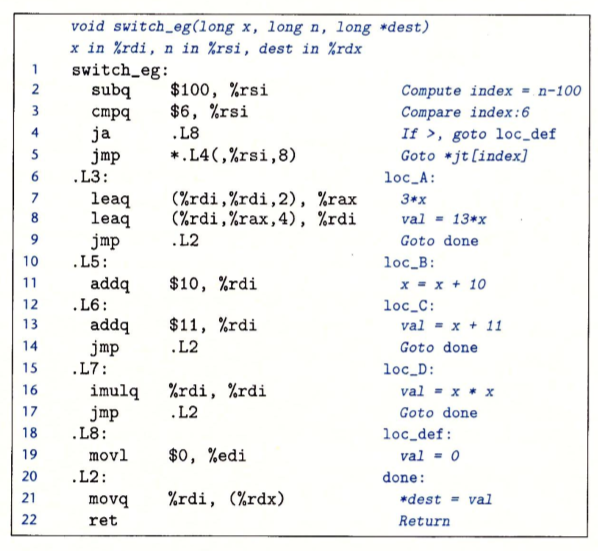 void switch_eg(long x, long n, long *dest)
x in %rdi, n in %rsi, dest in %rdx
1 switch_eg:
2 subq $100, %rsi Compute index = n-100
3 cmpq $6, %rsi Compare index:6
4 ja .L8 If >, goto loc_def
5 jmp *.L4(,%rsi,8) Goto *jt[index]
6 .L3: loc_A:
7 leaq (%rdi,%rdi,2), %rax 3*x
8 leaq (%rdi,%rax,4), %rdi val = 13*x
9 jmp .L2 Goto done
10 .L5: loc_B:
11 addq $10, %rdi x = x + 10
12 .L6: loc_C:
13 addq $11, %rdi val = x + 11
14 jmp .L2 Goto done
15 .L7: loc_D:
16 imulq %rdi, %rdi val = x * x
17 jmp .L2 Goto done
18 .L8: loc_def:
19 movl $0, %edi val = 0
20 .L2: done:
21 movq %rdi, (%rdx) *dest = val
22 ret Return